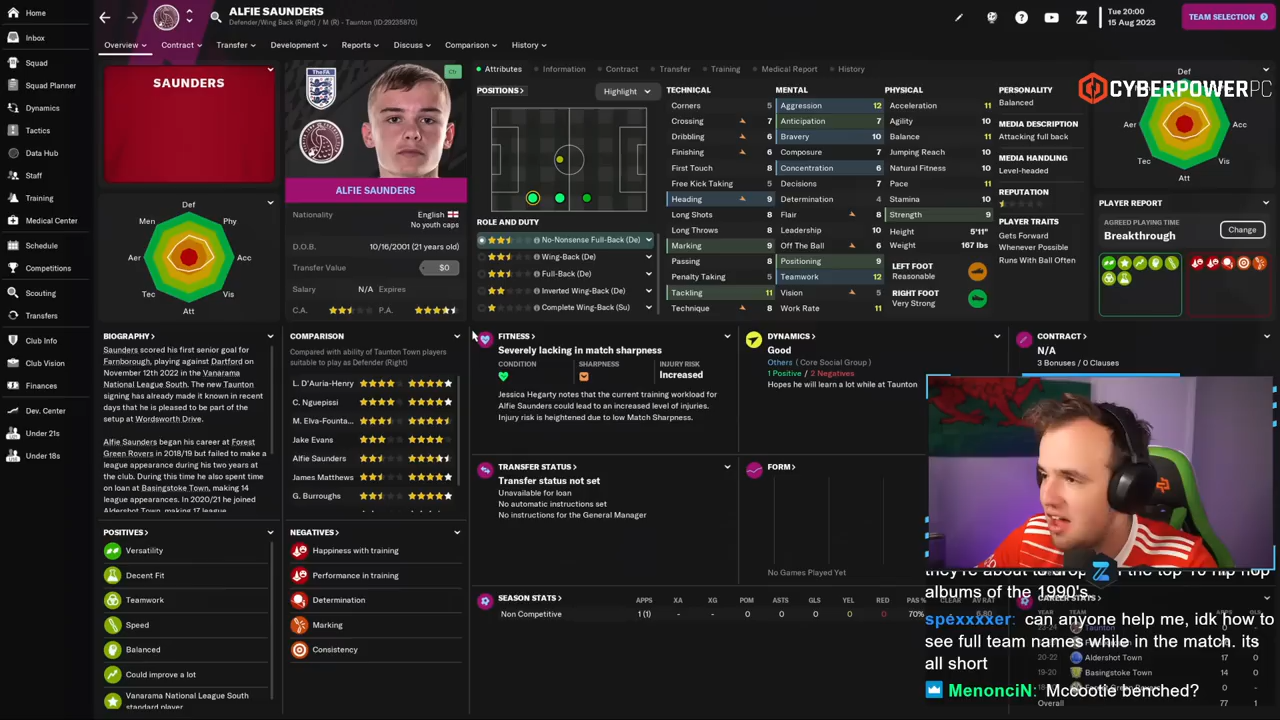 Home
ALFIE SAUNDERS
Defender/Wing Back (Right) / M (R) - Taunton (ID:29235870)
Tue 20:00
15 Aug 2023
TEAM SELECTION
Inbox
Squad
Squad Planner
Dynamics
Tactics
Data Hub
Staff
Training
Medical Center
Schedule
Competitions
Scouting
Transfers
Club Info
Club Vision
Finances
Dev. Center
Under 21s
Under 18s
Overview
Contract
Transfer
Development
Reports
Discuss
Comparison
History
SAUNDERS
The FA
Cfr
ALFIE SAUNDERS
Nationality
English
No youth caps
D.O.B.
10/16/2001 (21 years old)
Transfer Value
$0
Salary N/A Expires
C.A.
P.A.
Def
Men
Phy
Aer
Acc
Tec
Vis
Att
Attributes
Information
Contract
Transfer
Training
Medical Report
History
POSITIONS
Highlight
ROLE AND DUTY
No-Nonsense Full-Back (De)
Wing-Back (De)
Full-Back (De)
Inverted Wing-Back (De)
Complete Wing-Back (Su)
TECHNICAL
Corners 5
Crossing 7
Dribbling 6
Finishing 6
First Touch 8
Free Kick Taking 5
Heading 9
Long Shots 8
Long Throws 8
Marking 9
Passing 8
Penalty Taking 5
Tackling 11
Technique 8
MENTAL
Aggression 12
Anticipation 7
Bravery 10
Composure 7
Concentration 6
Decisions 7
Determination 4
Flair 8
Leadership 10
Off The Ball 6
Positioning 9
Teamwork 12
Vision 5
Work Rate 11
PHYSICAL
Acceleration 11
Agility 10
Balance 11
Jumping Reach 10
Natural Fitness 10
Pace 11
Stamina 10
Strength 9
Height 5'11"
Weight 167 lbs
LEFT FOOT
Reasonable
RIGHT FOOT
Very Strong
PERSONALITY
Balanced
MEDIA DESCRIPTION
Attacking full back
MEDIA HANDLING
Level-headed
REPUTATION
PLAYER TRAITS
Gets Forward
Whenever Possible
Runs With Ball Often
Def
CYBERPOWERPC
Aer
Acc
Tec
Vis
Att
PLAYER REPORT
AGREED PLAYING TIME
Breakthrough
Change
BIOGRAPHY
Saunders scored his first senior goal for
Farnborough, playing against Dartford on
November 12th 2022 in the Vanarama
National League South. The new Taunton
signing has already made it known in recent
days that he is pleased to be part of the
setup at Wordsworth Drive.
Alfie Saunders began his career at Forest
Green Rovers in 2018/19 but failed to make a
league appearance during his two years at
the club. During this time he also spent time
on loan at Basingstoke Town, making 14
league appearances. In 2020/21 he joined
Aldershot Town, making 17 league
COMPARISON
Compared with ability of Taunton Town players
suitable to play as Defender (Right)
L. D'Auria-Henry
C. Nguepissi
M. Elva-Founta...
Jake Evans
Alfie Saunders
James Matthews
G. Burroughs
FITNESS
Severely lacking in match sharpness
CONDITION
SHARPNESS
INJURY RISK
Increased
Jessica Hegarty notes that the current training workload for
Alfie Saunders could lead to an increased level of injuries.
Injury risk is heightened due to low Match Sharpness.
DYNAMICS
Good
Others ( Core Social Group )
1 Positive / 2 Negatives
Hopes he will learn a lot while at Taunton
CONTRACT
N/A
3 Bonuses / 0 Clauses
TRANSFER STATUS
Transfer status not set
Unavailable for loan
No automatic instructions set
No instructions for the General Manager
FORM
No Games Played Yet
POSITIVES
Versatility
Decent Fit
Teamwork
Speed
Balanced
Could improve a lot
Vanarama National League South
standard player
NEGATIVES
Happiness with training
Performance in training
Determination
Marking
Consistency
SEASON STATS
APPS XA XG POM ASTS GLS YEL RED PAS %
Non Competitive 1 (1) - - 0 0 0 0 0 70%
20-22 Aldershot Town 17 0
19-20 Basingstoke Town 14 0
Overall 77 1
albums of the 1990's
spexxxxer: can anyone help me, idk how to
see full team names while in the match. its
all short
MenonciN: Mcootie benched?